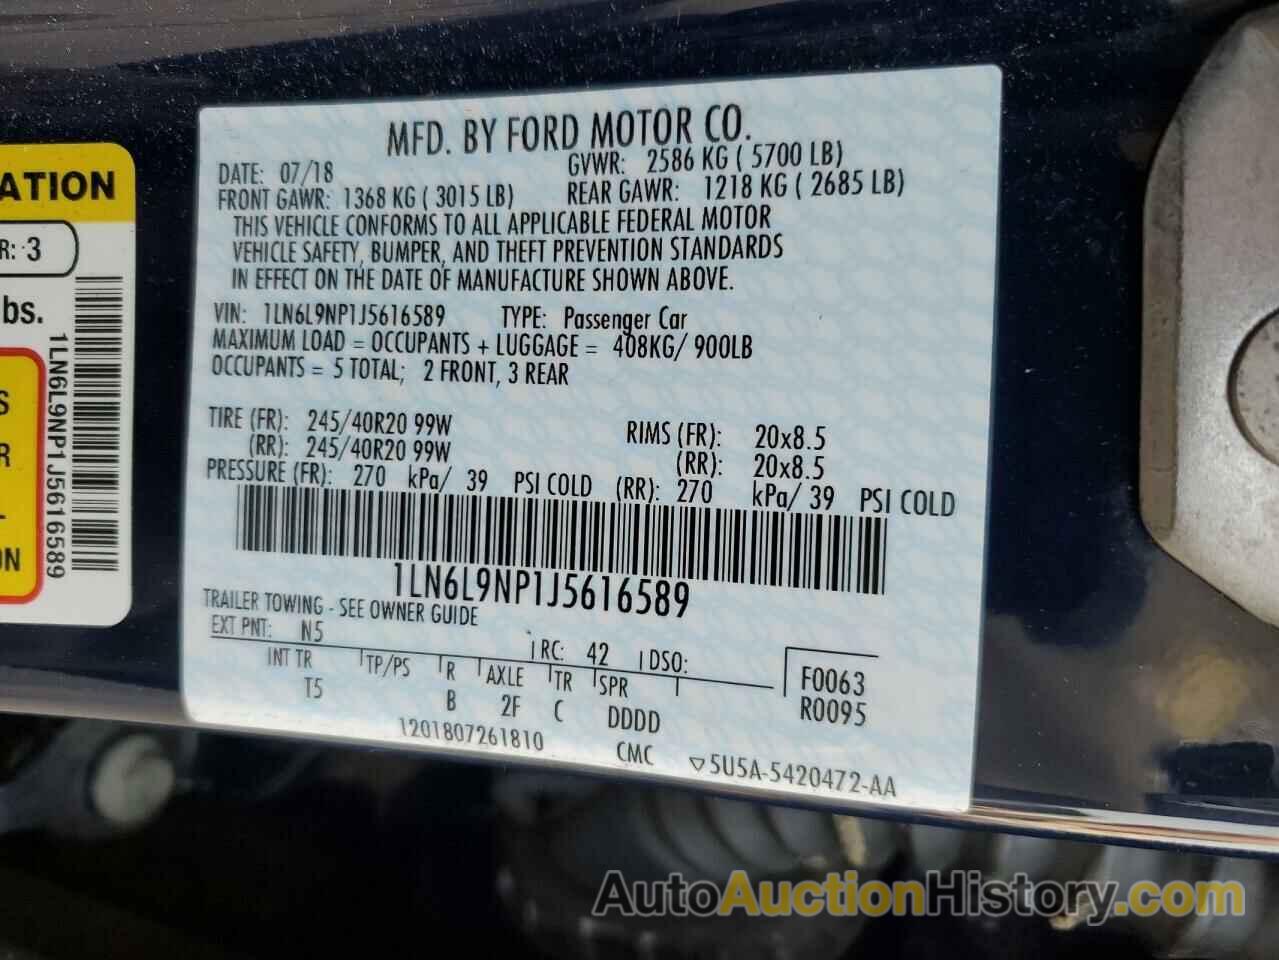 MFD. BY FORD MOTOR CO.
DATE: 07/18 GVWR: 2586 KG ( 5700 LB)
FRONT GAWR: 1368 KG ( 3015 LB) REAR GAWR: 1218 KG ( 2685 LB)
THIS VEHICLE CONFORMS TO ALL APPLICABLE FEDERAL MOTOR
VEHICLE SAFETY, BUMPER, AND THEFT PREVENTION STANDARDS
IN EFFECT ON THE DATE OF MANUFACTURE SHOWN ABOVE.
VIN: 1LN6L9NP1J5616589 TYPE: Passenger Car
MAXIMUM LOAD = OCCUPANTS + LUGGAGE = 408KG/ 900LB
OCCUPANTS = 5 TOTAL; 2 FRONT, 3 REAR
TIRE (FR): 245/40R20 99W RIMS (FR): 20x8.5
(RR): 245/40R20 99W (RR): 20x8.5
PRESSURE (FR): 270 kPa/ 39 PSI COLD (RR): 270 kPa/ 39 PSI COLD
1LN6L9NP1J5616589
TRAILER TOWING - SEE OWNER GUIDE
EXT PNT: N5 RC: 42 DSO:
INT TR TP/PS R AXLE TR SPR F0063
T5 B 2F C DDDD R0095
1201807261810 CMC ▽5U5A-5420472-AA
ATION
R: 3
bs.
S
R
L
ON
1LN6L9NP1J5616589
AutoAuctionHistory.com